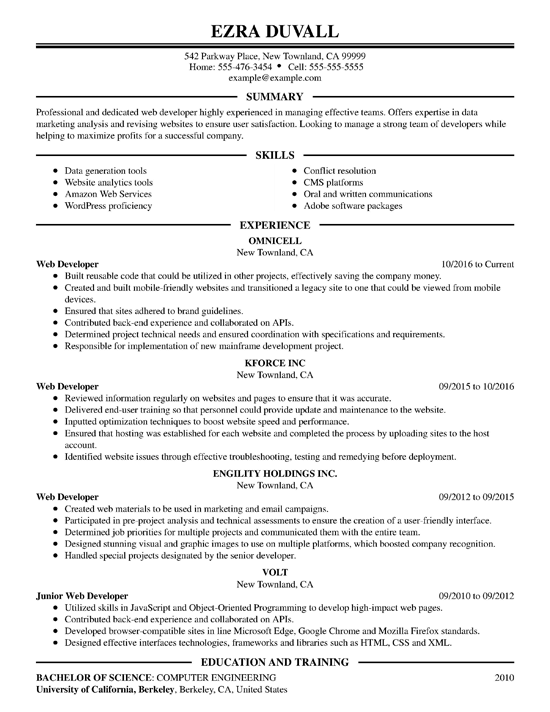 EZRA DUVALL
542 Parkway Place, New Townland, CA 99999
Home: 555-476-3454 • Cell: 555-555-5555
example@example.com
SUMMARY
Professional and dedicated web developer highly experienced in managing effective teams. Offers expertise in data
marketing analysis and revising websites to ensure user satisfaction. Looking to manage a strong team of developers while
helping to maximize profits for a successful company.
SKILLS
• Data generation tools
• Website analytics tools
• Amazon Web Services
• WordPress proficiency
• Conflict resolution
• CMS platforms
• Oral and written communications
• Adobe software packages
EXPERIENCE
OMNICELL
New Townland, CA
Web Developer 10/2016 to Current
• Built reusable code that could be utilized in other projects, effectively saving the company money.
• Created and built mobile-friendly websites and transitioned a legacy site to one that could be viewed from mobile
devices.
• Ensured that sites adhered to brand guidelines.
• Contributed back-end experience and collaborated on APIs.
• Determined project technical needs and ensured coordination with specifications and requirements.
• Responsible for implementation of new mainframe development project.
KFORCE INC
New Townland, CA
Web Developer 09/2015 to 10/2016
• Reviewed information regularly on websites and pages to ensure that it was accurate.
• Delivered end-user training so that personnel could provide update and maintenance to the website.
• Inputted optimization techniques to boost website speed and performance.
• Ensured that hosting was established for each website and completed the process by uploading sites to the host
account.
• Identified website issues through effective troubleshooting, testing and remedying before deployment.
ENGILITY HOLDINGS INC.
New Townland, CA
Web Developer 09/2012 to 09/2015
• Created web materials to be used in marketing and email campaigns.
• Participated in pre-project analysis and technical assessments to ensure the creation of a user-friendly interface.
• Determined job priorities for multiple projects and communicated them with the entire team.
• Designed stunning visual and graphic images to use on multiple platforms, which boosted company recognition.
• Handled special projects designated by the senior developer.
VOLT
New Townland, CA
Junior Web Developer 09/2010 to 09/2012
• Utilized skills in JavaScript and Object-Oriented Programming to develop high-impact web pages.
• Contributed back-end experience and collaborated on APIs.
• Developed browser-compatible sites in line Microsoft Edge, Google Chrome and Mozilla Firefox standards.
• Designed effective interfaces technologies, frameworks and libraries such as HTML, CSS and XML.
EDUCATION AND TRAINING
BACHELOR OF SCIENCE: COMPUTER ENGINEERING 2010
University of California, Berkeley, Berkeley, CA, United States